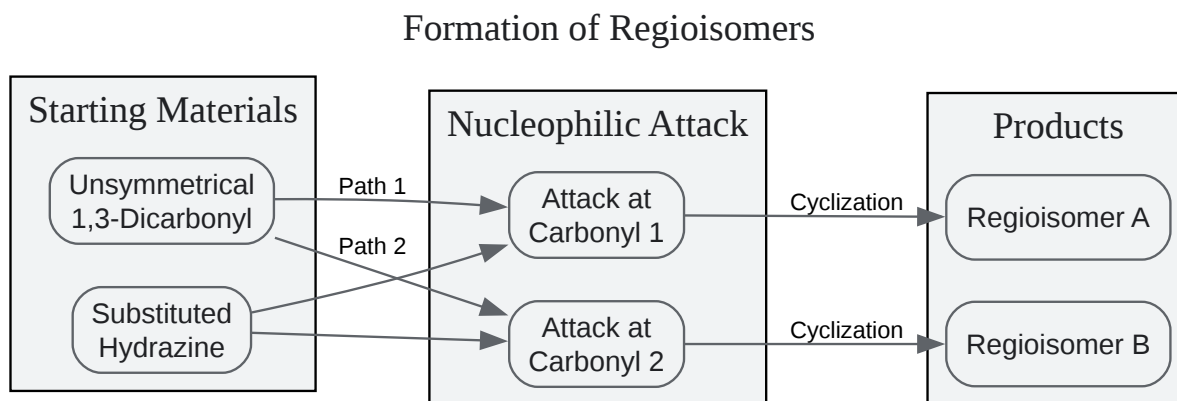 Formation of Regioisomers
Starting Materials
Unsymmetrical
1,3-Dicarbonyl
Substituted
Hydrazine
Path 1
Path 2
Nucleophilic Attack
Attack at
Carbonyl 1
Attack at
Carbonyl 2
Cyclization
Cyclization
Products
Regioisomer A
Regioisomer B